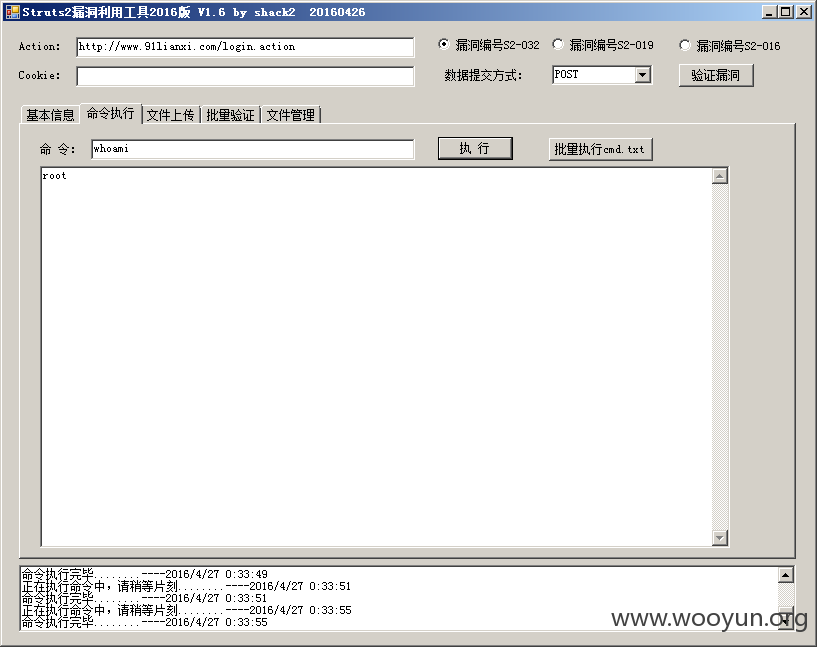 Struts2漏洞利用工具2016版 V1.6 by shack2  20160426
Action: http://www.91lianxi.com/login.action 漏洞编号S2-032 漏洞编号S2-019 漏洞编号S2-016
Cookie: 数据提交方式: POST 验证漏洞
基本信息 命令执行 文件上传 批量验证 文件管理
命 令: whoami 执 行 批量执行cmd.txt
root
命令执行完毕........----2016/4/27 0:33:49
正在执行命令中，请稍等片刻........----2016/4/27 0:33:51
命令执行完毕........----2016/4/27 0:33:51
正在执行命令中，请稍等片刻........----2016/4/27 0:33:55
命令执行完毕........----2016/4/27 0:33:55
www.wooyun.org